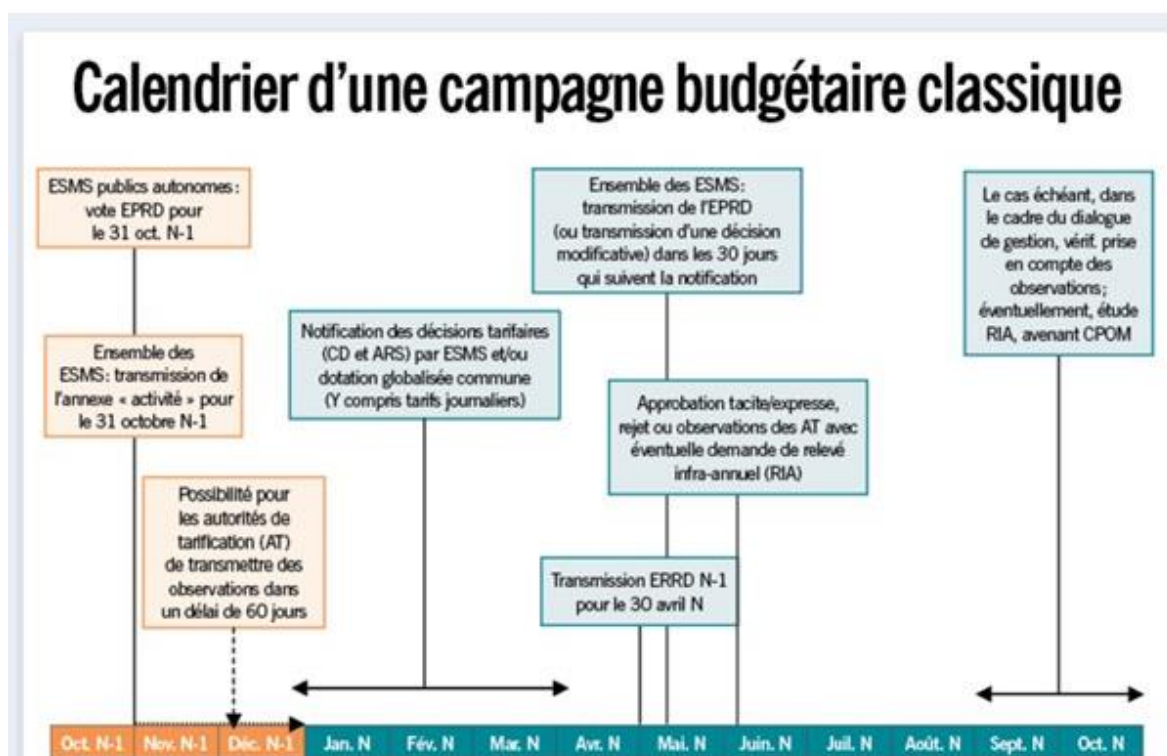 Calendrier d'une campagne budgétaire classique
ESMS publics autonomes :
vote EPRD pour
le 31 oct. N-1
Ensemble des
ESMS: transmission de
l'annexe « activité » pour
le 31 octobre N-1
Possibilité pour
les autorités de
tarification (AT)
de transmettre des
observations dans
un délai de 60 jours
Notification des décisions tarifaires
(CD et ARS) par ESMS et/ou
dotation globalisée commune
(Y compris tarifs journaliers)
Ensemble des ESMS:
transmission de l'EPRD
(ou transmission d'une décision
modificative) dans les 30 jours
qui suivent la notification
Approbation tacite/expresse,
rejet ou observations des AT avec
éventuelle demande de relevé
infra-annuel (RIA)
Transmission ERRD N-1
pour le 30 avril N
Le cas échéant, dans
le cadre du dialogue
de gestion, vérif. prise
en compte des
observations;
éventuellement, étude
RIA, avenant CPOM
Oct. N-1 Nov. N-1 Déc. N-1 Jan. N Fév. N Mar. N Avr. N Mai. N Juin. N Juil. N Août. N Sept. N Oct. N